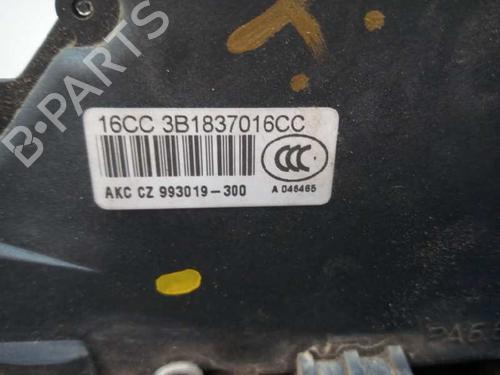 16CC 3B1837016CC
CCC
AKC CZ 993019-300
A 046465
B-PARTS